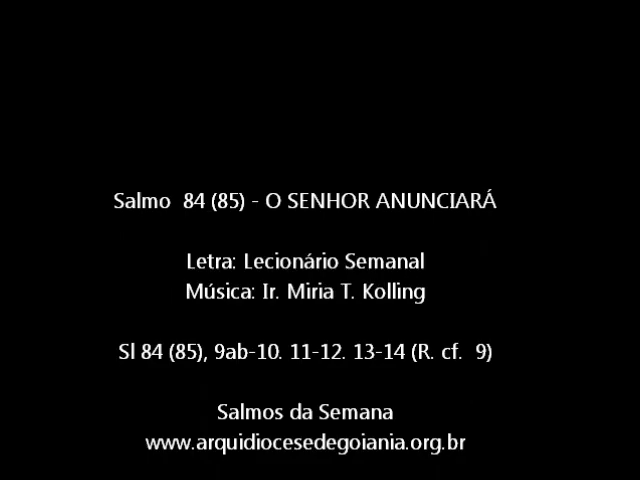 Salmo  84 (85) - O SENHOR ANUNCIARÁ
Letra: Lecionário Semanal
Música: Ir. Miria T. Kolling
Sl 84 (85), 9ab-10. 11-12. 13-14 (R. cf.  9)
Salmos da Semana
www.arquidiocesedegoiania.org.br